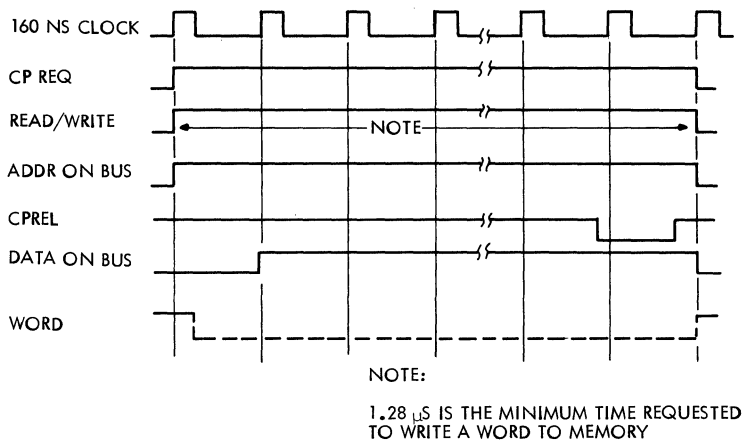 160 NS CLOCK
CP REQ
READ/WRITE
NOTE
ADDR ON BUS
CPREL
DATA ON BUS
WORD
NOTE:
1.28 μS IS THE MINIMUM TIME REQUESTED
TO WRITE A WORD TO MEMORY